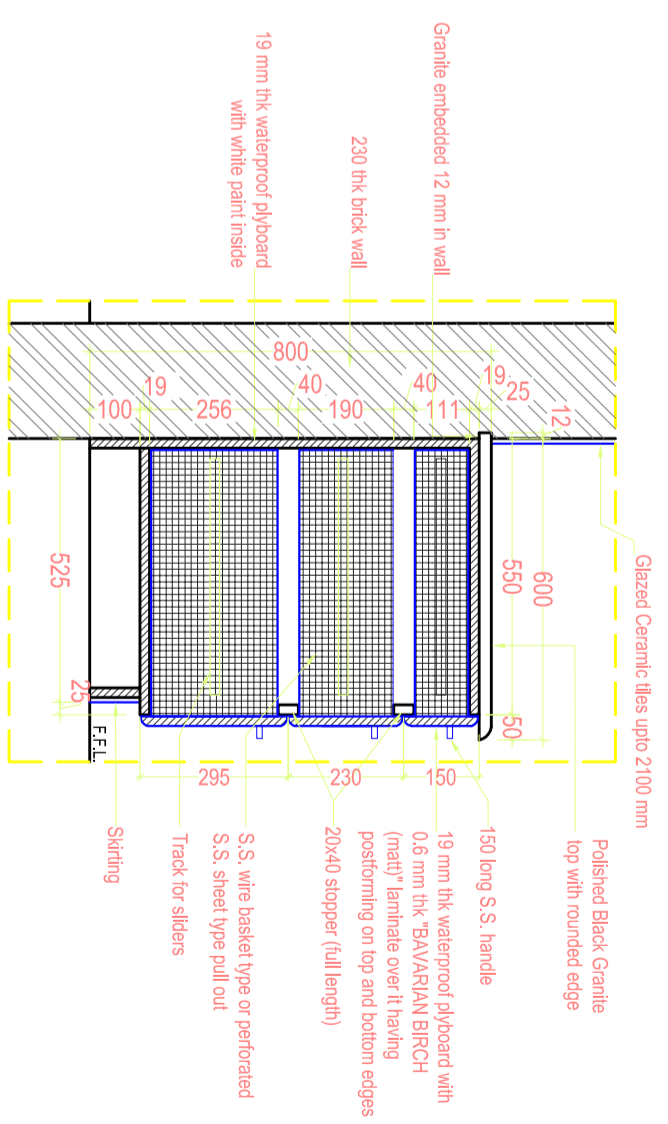 Granite embedded 12 mm in wall
230 thk brick wall
19 mm thk waterproof plyboard
with white paint inside
800
100
19
256
40
190
40
111
19
25
12
525
25
550
600
50
F.F.L.
295
230
150
Glazed Ceramic tiles upto 2100 mm
Polished Black Granite
top with rounded edge
150 long S.S. handle
19 mm thk waterproof plyboard with
0.6 mm thk "BAVARIAN BIRCH
(matt)" laminate over it having
postforming on top and bottom edges
20x40 stopper (full length)
S.S. wire basket type or perforated
S.S. sheet type pull out
Track for sliders
Skirting